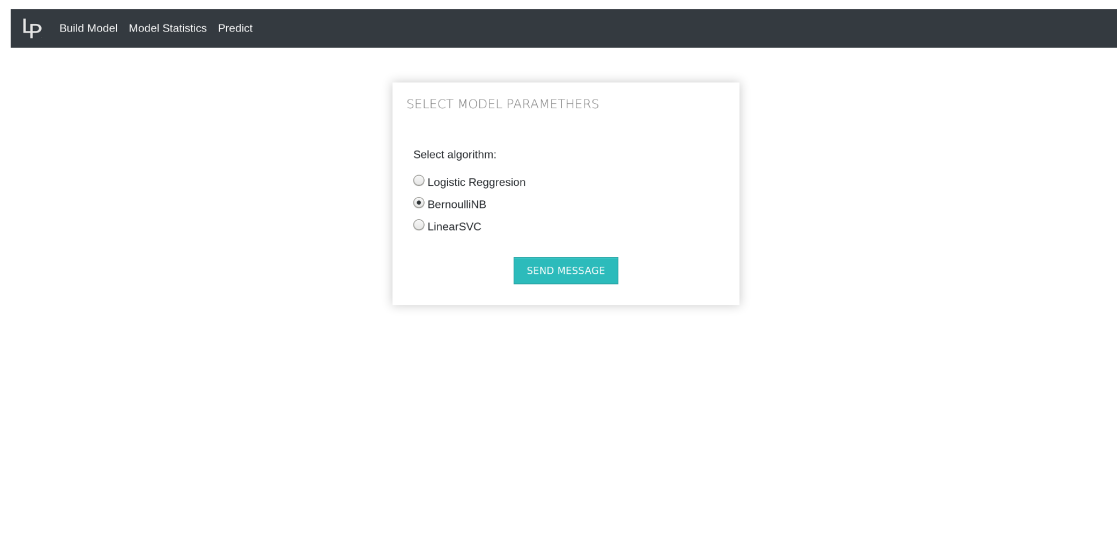 LP Build Model Model Statistics Predict
SELECT MODEL PARAMETHERS
Select algorithm:
Logistic Reggresion
BernoulliNB
LinearSVC
SEND MESSAGE